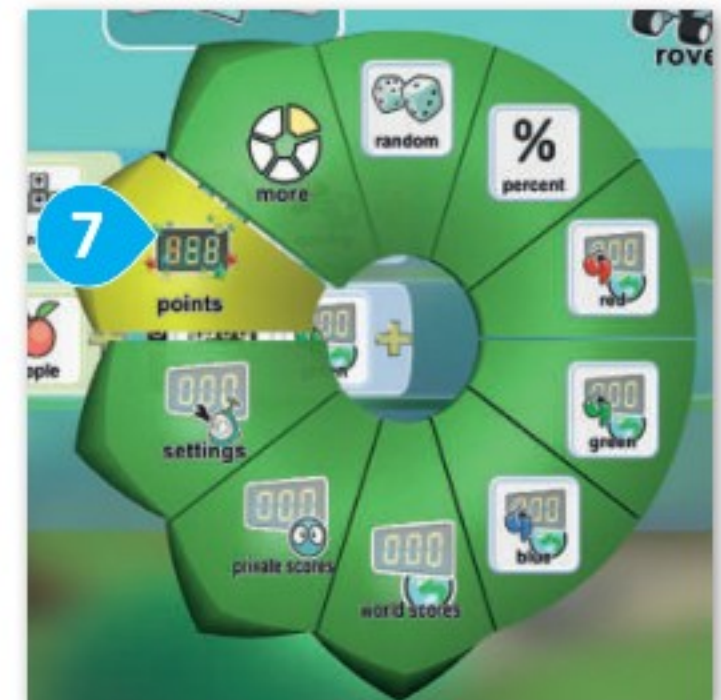 rove
random
%
percent
more
7
points
red
green
blue
world scores
private scores
settings
pple